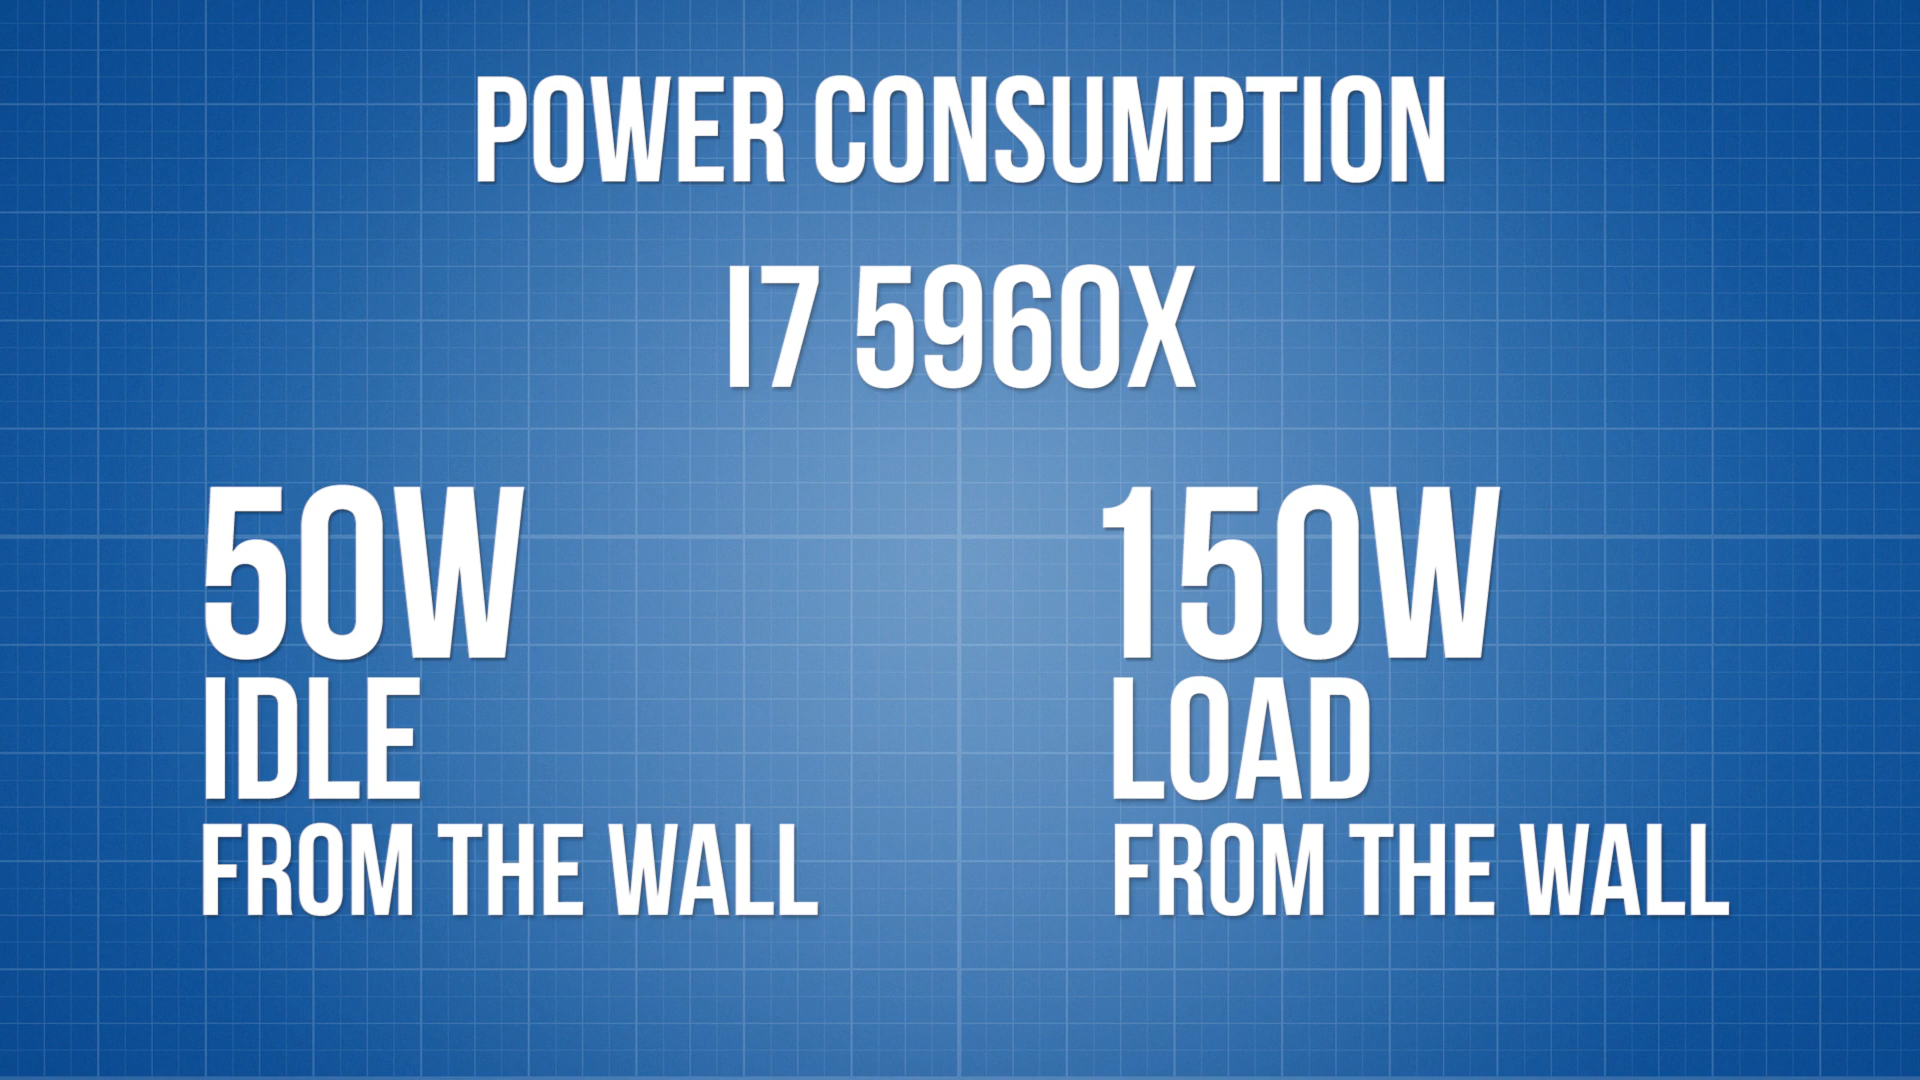 POWER CONSUMPTION
I7 5960X
50W
IDLE
FROM THE WALL
150W
LOAD
FROM THE WALL